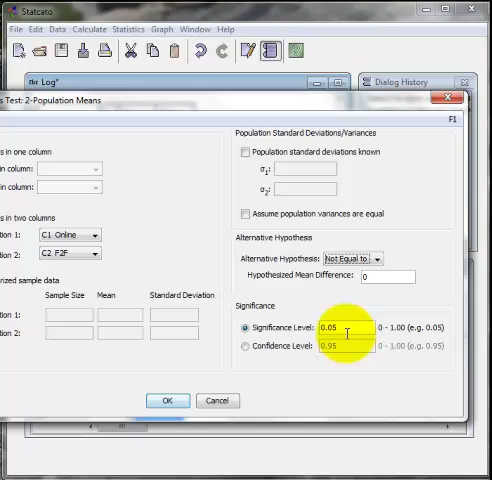 Statcato
File Edit Data Calculate Statistics Graph Window Help
Log*
Dialog History
s Test: 2-Population Means
F1
s in one column
in column:
in column:
s in two columns
tion 1: C1 Online
tion 2: C2 F2F
rized sample data
Sample Size Mean Standard Deviation
tion 1:
tion 2:
Population Standard Deviations/Variances
Population standard deviations known
σ1:
σ2:
Assume population variances are equal
Alternative Hypothesis
Alternative Hypothesis: Not Equal to
Hypothesized Mean Difference: 0
Significance
Significance Level: 0.05 0 - 1.00 (e.g. 0.05)
Confidence Level: 0.95 0 - 1.00 (e.g. 0.95)
OK Cancel